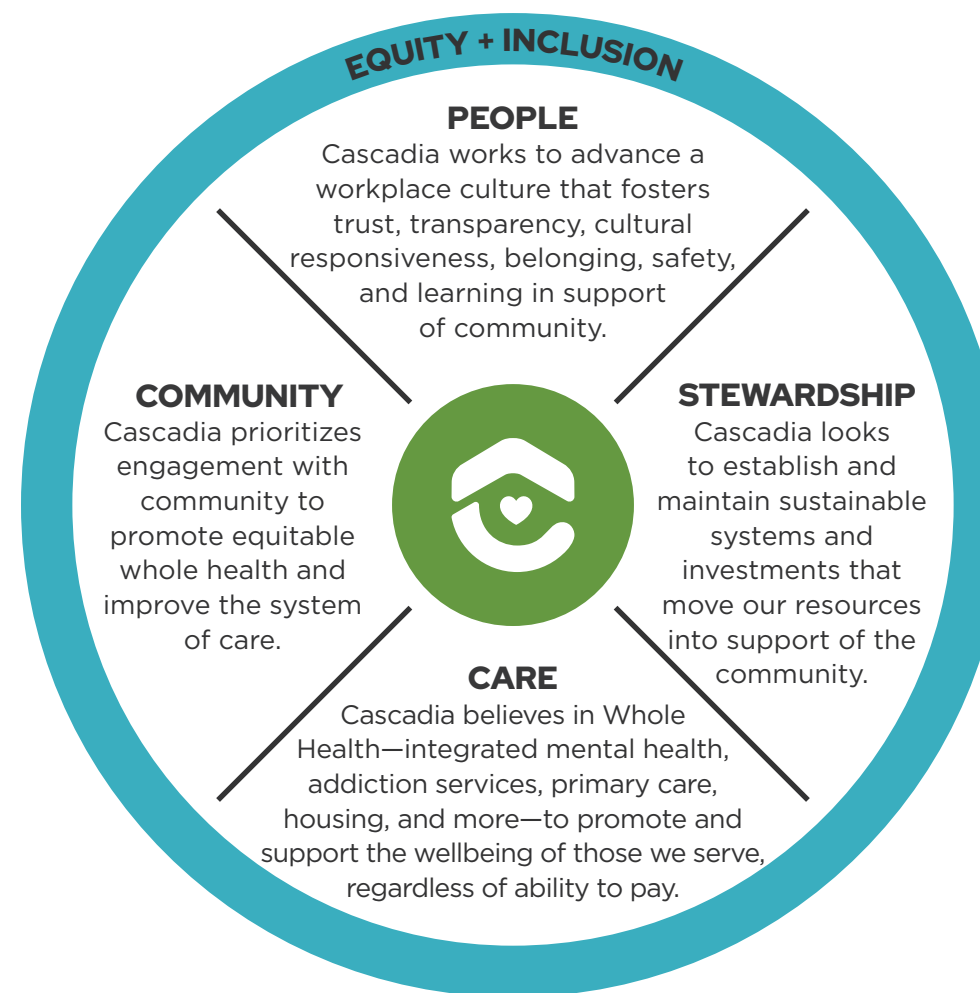 EQUITY + INCLUSION
PEOPLE
Cascadia works to advance a
workplace culture that fosters
trust, transparency, cultural
responsiveness, belonging, safety,
and learning in support
of community.
COMMUNITY
Cascadia prioritizes
engagement with
community to
promote equitable
whole health and
improve the system
of care.
STEWARDSHIP
Cascadia looks
to establish and
maintain sustainable
systems and
investments that
move our resources
into support of the
community.
CARE
Cascadia believes in Whole
Health—integrated mental health,
addiction services, primary care,
housing, and more—to promote and
support the wellbeing of those we serve,
regardless of ability to pay.